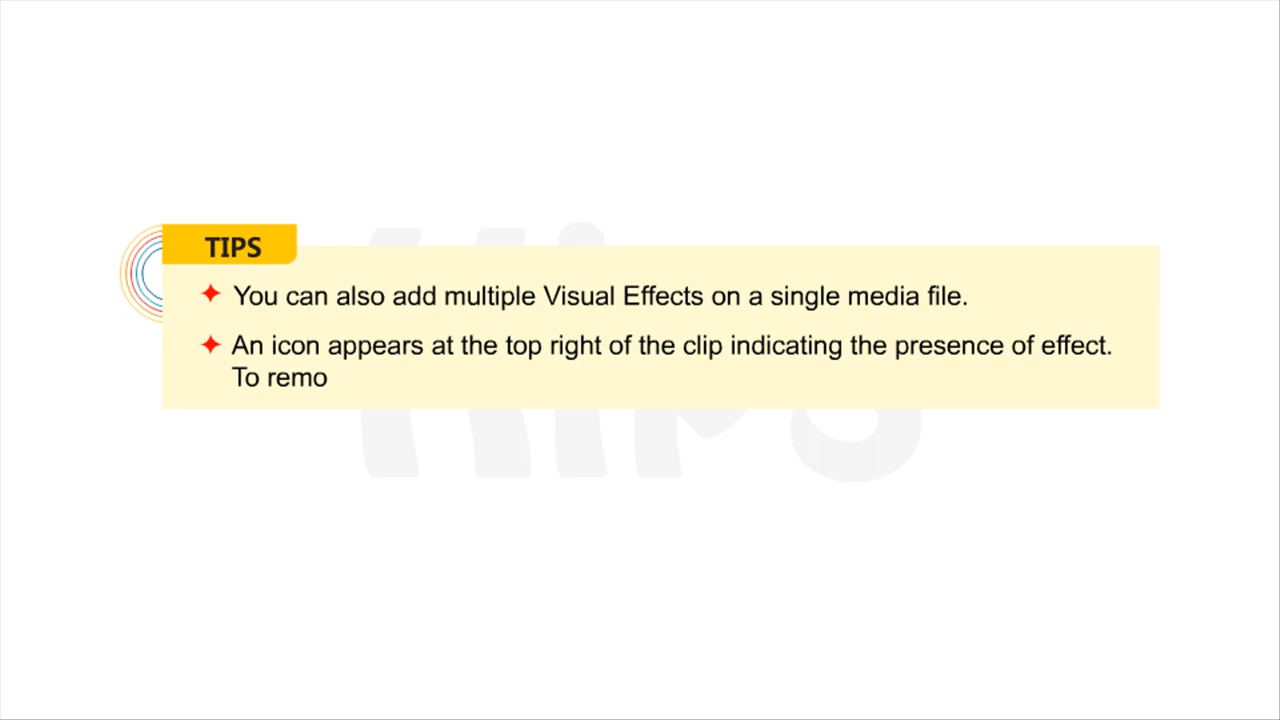 TIPS
You can also add multiple Visual Effects on a single media file.
An icon appears at the top right of the clip indicating the presence of effect.
To remo